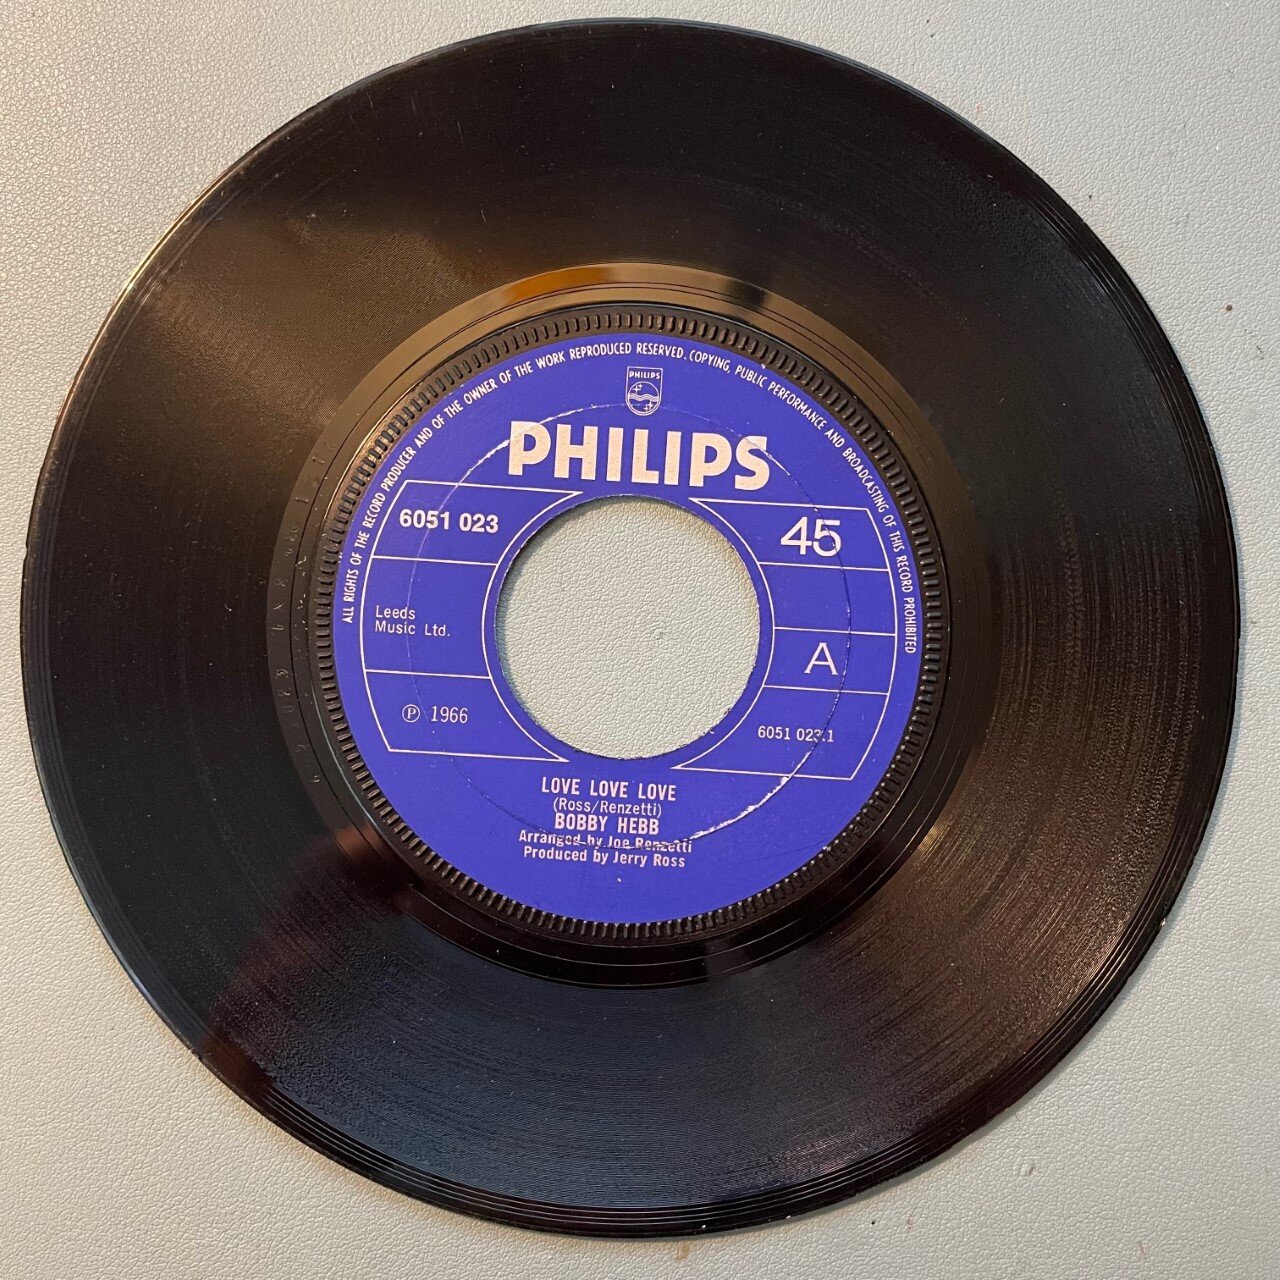 ALL RIGHTS OF THE RECORD PRODUCER AND OF THE OWNER OF THE WORK REPRODUCED RESERVED. COPYING, PUBLIC PERFORMANCE AND BROADCASTING OF THIS RECORD PROHIBITED
PHILIPS
PHILIPS
6051 023
45
Leeds
Music Ltd.
A
℗ 1966
6051 023.1
LOVE LOVE LOVE
(Ross/Renzetti)
BOBBY HEBB
Arranged by Joe Renzetti
Produced by Jerry Ross